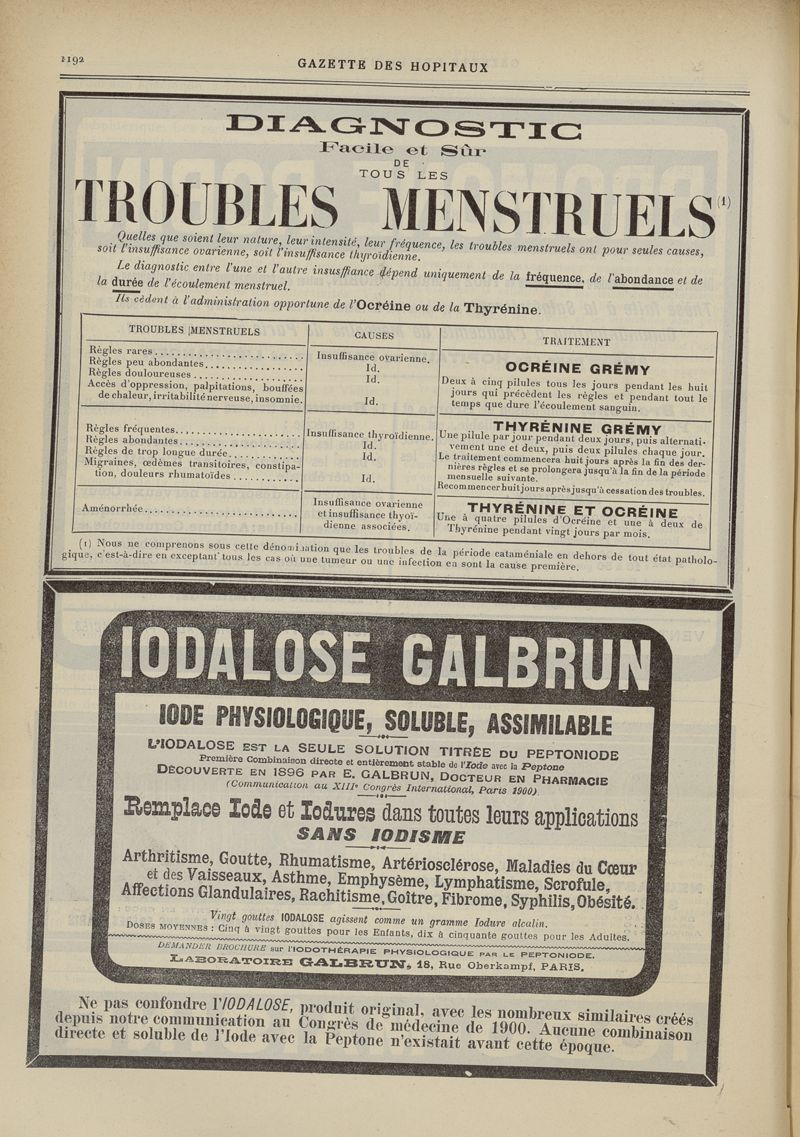 1192
GAZETTE DES HOPITAUX
DIAGNOSTIC
Facile et Sûr
DE
TOUS LES
TROUBLES MENSTRUELS (1)
Quelles que soient leur nature, leur intensité, leur fréquence, les troubles menstruels ont pour seules causes,
soit l'insuffisance ovarienne, soit l'insuffisance thyroïdienne.
Le diagnostic entre l'une et l'autre insusffiance dépend uniquement de la fréquence, de l'abondance et de
la durée de l'écoulement menstruel.
Ils cèdent à l'administration opportune de l'Ocréine ou de la Thyrénine.
TROUBLES MENSTRUELS
CAUSES
TRAITEMENT
Règles rares
Règles peu abondantes
Règles douloureuses
Accès d'oppression, palpitations, bouffées
de chaleur, irritabilité nerveuse, insomnie.
Insuffisance ovarienne.
Id.
Id.
Id.
OCRÉINE GRÉMY
Deux à cinq pilules tous les jours pendant les huit
jours qui précèdent les règles et pendant tout le
temps que dure l'écoulement sanguin.
Règles fréquentes
Règles abondantes
Règles de trop longue durée
Migraines, œdèmes transitoires, constipa-
tion, douleurs rhumatoïdes
Insuffisance thyroïdienne.
Id.
Id.
Id.
THYRÉNINE GRÉMY
Une pilule par jour pendant deux jours, puis alternati-
vement une et deux, puis deux pilules chaque jour.
Le traitement commencera huit jours après la fin des der-
nières règles et se prolongera jusqu'à la fin de la période
mensuelle suivante.
Recommencer huit jours après jusqu'à cessation des troubles.
Aménorrhée
Insuffisance ovarienne
et insuffisance thyoï-
dienne associées.
THYRÉNINE ET OCRÉINE
Une à quatre pilules d'Ocréine et une à deux de
Thyrénine pendant vingt jours par mois.
(1) Nous ne comprenons sous cette dénomination que les troubles de la période cataméniale en dehors de tout état patholo-
gique, c'est-à-dire en exceptant tous les cas où une tumeur ou une infection en sont la cause première.
IODALOSE GALBRUN
IODE PHYSIOLOGIQUE, SOLUBLE, ASSIMILABLE
L'IODALOSE EST LA SEULE SOLUTION TITRÉE DU PEPTONIODE
Première Combinaison directe et entièrement stable de l'Iode avec la Peptone
DÉCOUVERTE EN 1896 PAR E. GALBRUN, DOCTEUR EN PHARMACIE
(Communication au XIIIe Congrès International, Paris 1900).
Remplace Iode et Iodures dans toutes leurs applications
SANS IODISME
Arthritisme, Goutte, Rhumatisme, Artériosclérose, Maladies du Cœur
et des Vaisseaux, Asthme, Emphysème, Lymphatisme, Scrofule,
Affections Glandulaires, Rachitisme, Goitre, Fibrome, Syphilis, Obésité.
Vingt gouttes IODALOSE agissent comme un gramme Iodure alcalin.
DOSES MOYENNES : Cinq à vingt gouttes pour les Enfants, dix à cinquante gouttes pour les Adultes.
DEMANDER BROCHURE sur l'IODOTHÉRAPIE PHYSIOLOGIQUE PAR LE PEPTONIODE.
LABORATOIRE GALBRUN, 18, Rue Oberkampf, PARIS.
Ne pas confondre l'IODALOSE, produit original, avec les nombreux similaires créés
depuis notre communication au Congrès de médecine de 1900. Aucune combinaison
directe et soluble de l'Iode avec la Peptone n'existait avant cette époque.